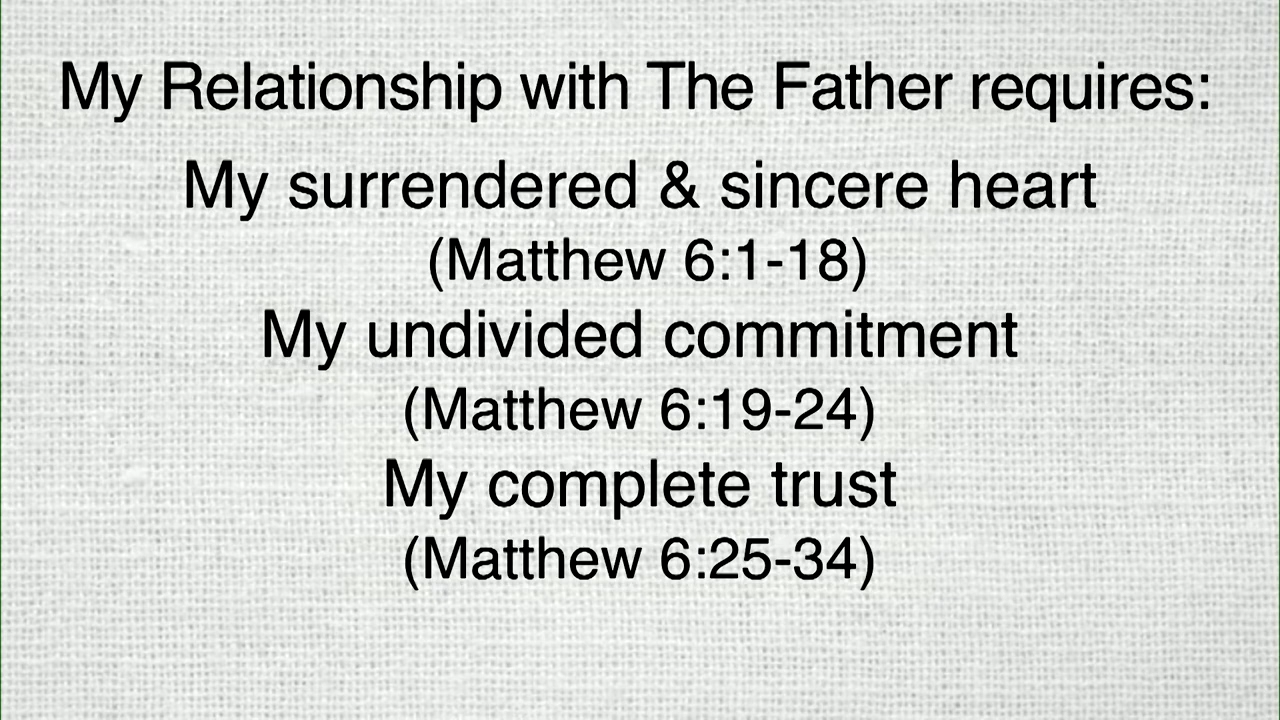 My Relationship with The Father requires:
My surrendered & sincere heart
(Matthew 6:1-18)
My undivided commitment
(Matthew 6:19-24)
My complete trust
(Matthew 6:25-34)